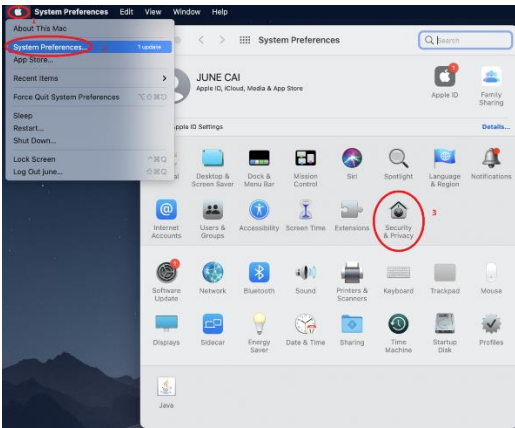 System Preferences Edit View Window Help
1
About This Mac
System Preferences... 1 update
App Store...
Recent Items
Force Quit System Preferences ⌥⇧⌘
Sleep
Restart...
Shut Down...
Lock Screen ^⌘Q
Log Out june... ⇧⌘Q
System Preferences
Search
JUNE CAI
Apple ID, iCloud, Media & App Store
Apple ID
Family
Sharing
Apple ID Settings
Details...
Desktop &
Screen Saver
Dock &
Menu Bar
Mission
Control
Siri
Spotlight
Language
& Region
Notifications
Internet
Accounts
Users &
Groups
Accessibility
Screen Time
Extensions
Security
& Privacy
3
Software
Update
Network
Bluetooth
Sound
Printers &
Scanners
Keyboard
Trackpad
Mouse
Displays
Sidecar
Energy
Saver
Date & Time
Sharing
Time
Machine
Startup
Disk
Profiles
Java